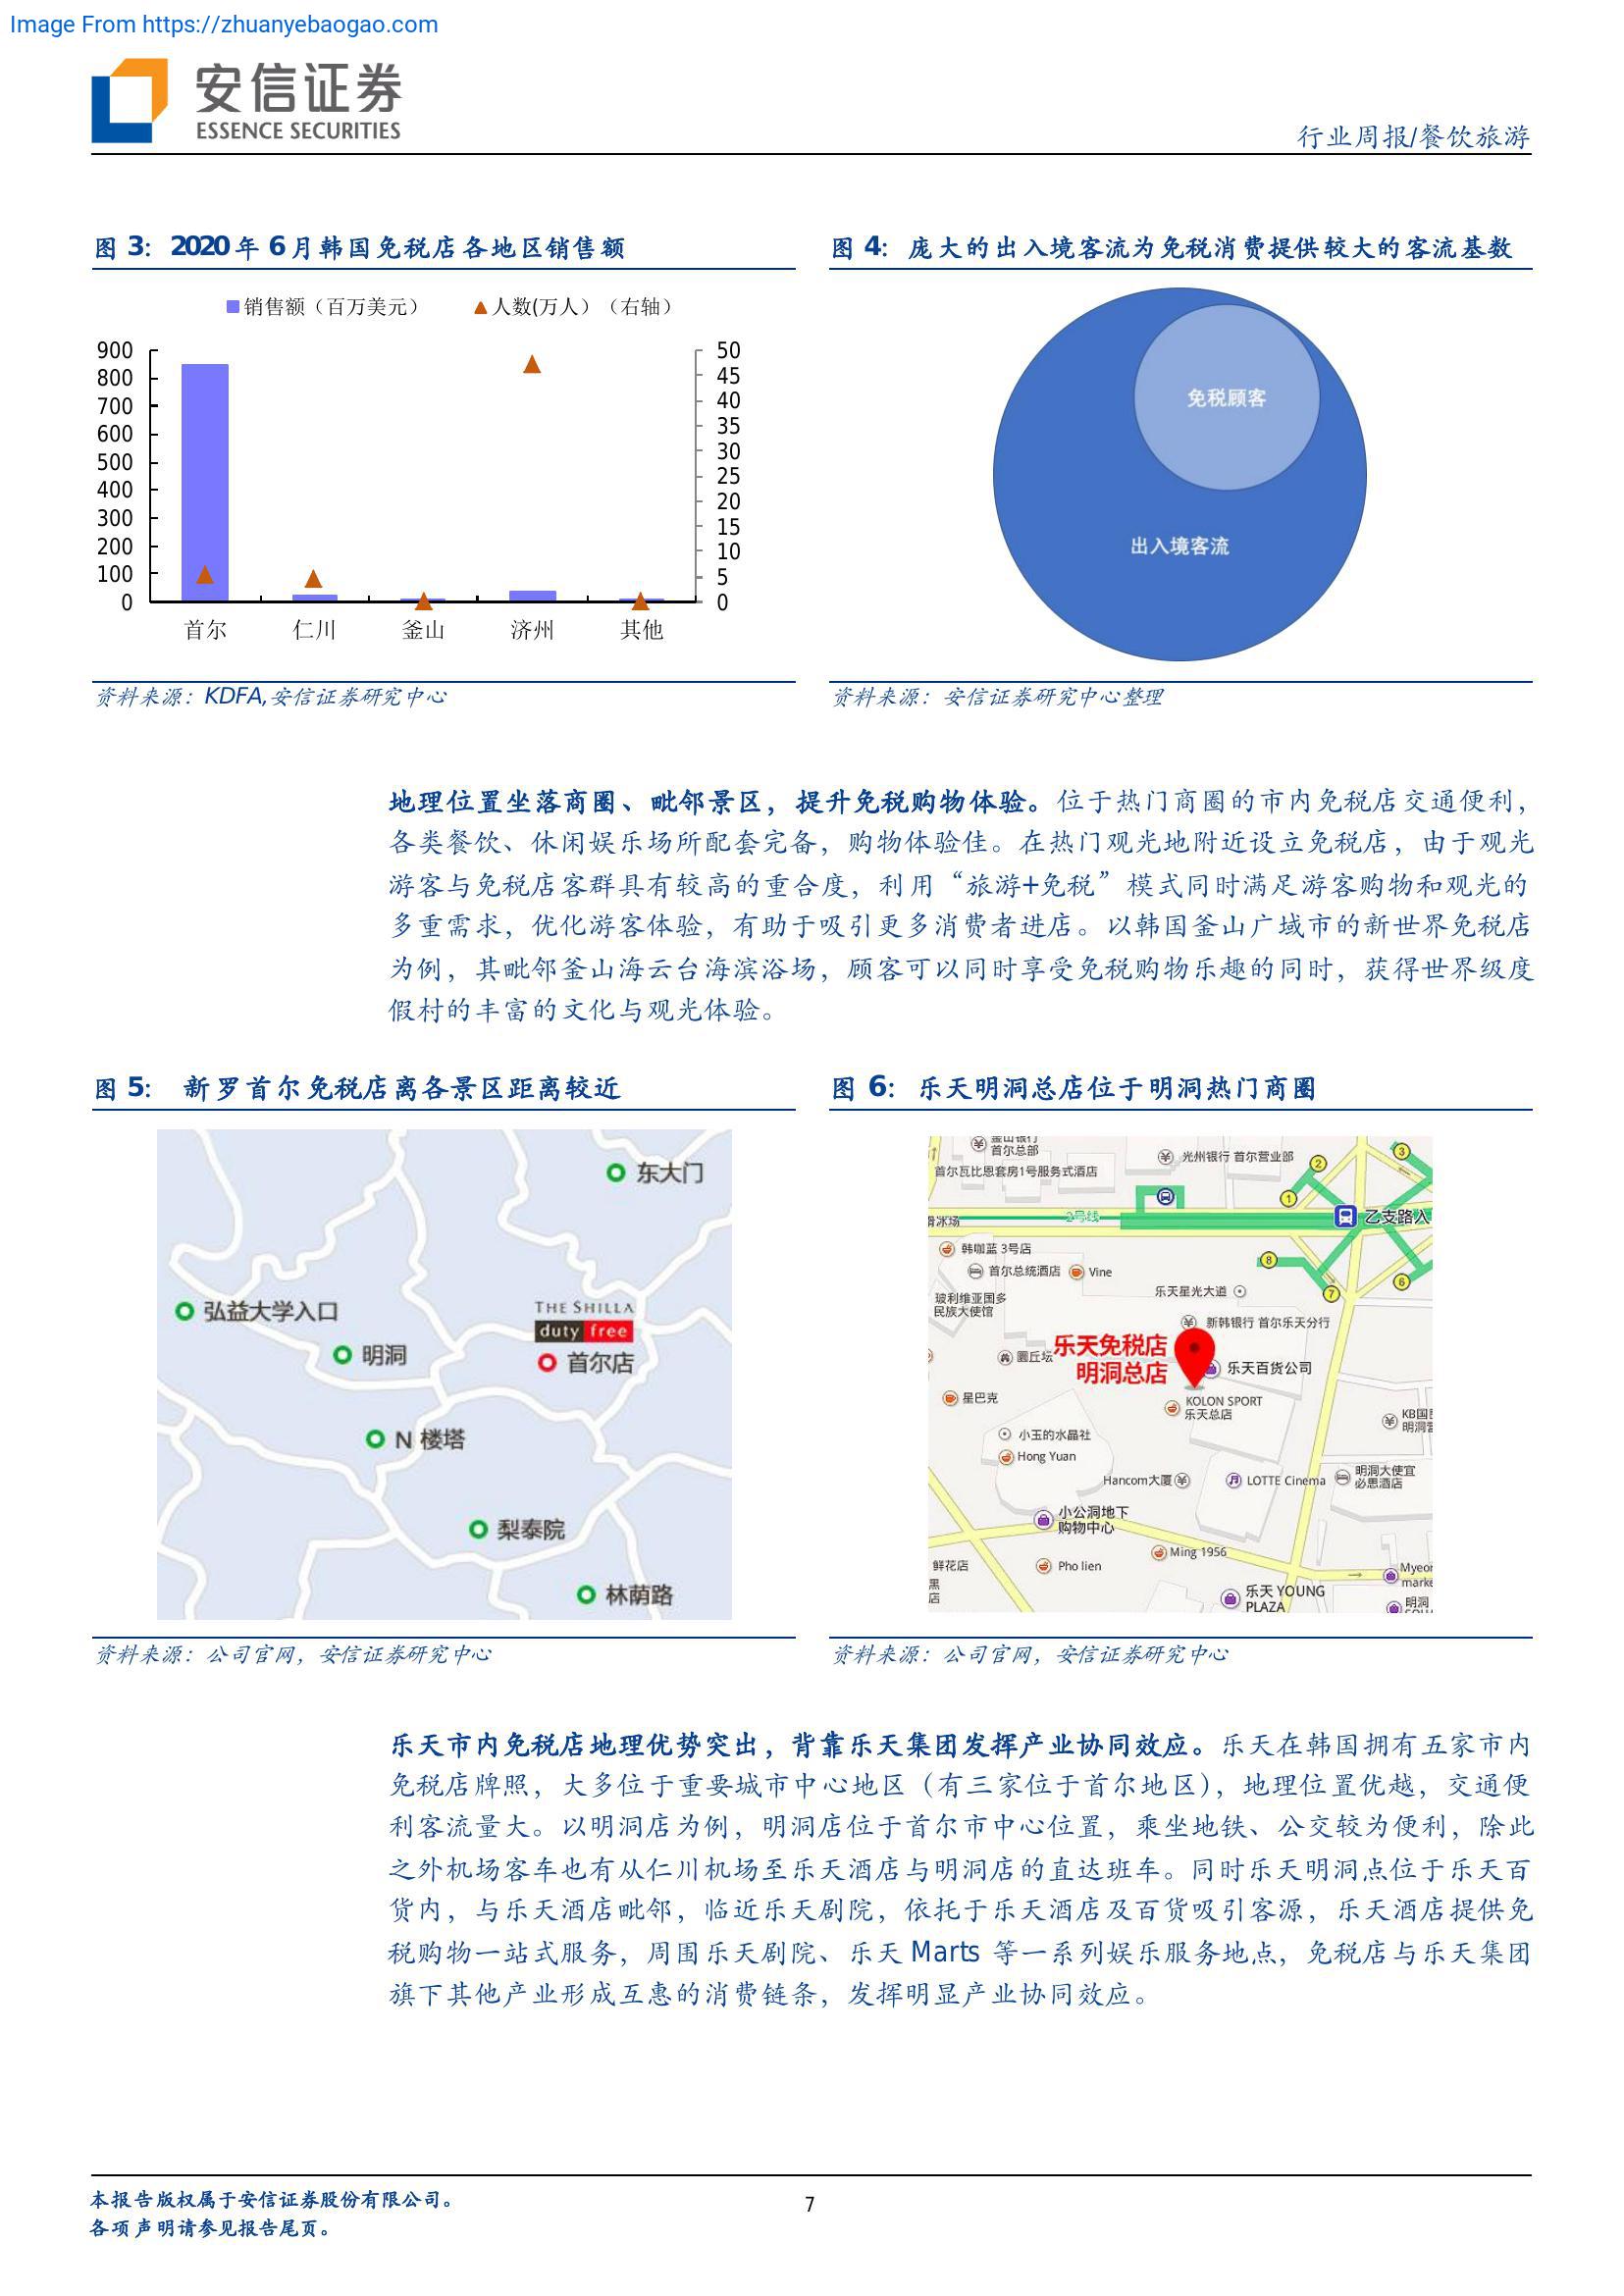 Image From https://zhuanyebaogao.com
安信证券
ESSENCE SECURITIES
行业周报/餐饮旅游
图 3：2020 年 6 月韩国免税店各地区销售额
销售额（百万美元）
人数(万人）（右轴）
900
800
700
600
500
400
300
200
100
0
50
45
40
35
30
25
20
15
10
5
0
首尔 仁川 釜山 济州 其他
资料来源：KDFA,安信证券研究中心
图 4：庞大的出入境客流为免税消费提供较大的客流基数
免税顾客
出入境客流
资料来源：安信证券研究中心整理
地理位置坐落商圈、毗邻景区，提升免税购物体验。位于热门商圈的市内免税店交通便利，
各类餐饮、休闲娱乐场所配套完备，购物体验佳。在热门观光地附近设立免税店，由于观光
游客与免税店客群具有较高的重合度，利用“旅游+免税”模式同时满足游客购物和观光的
多重需求，优化游客体验，有助于吸引更多消费者进店。以韩国釜山广域市的新世界免税店
为例，其毗邻釜山海云台海滨浴场，顾客可以同时享受免税购物乐趣的同时，获得世界级度
假村的丰富的文化与观光体验。
图 5： 新罗首尔免税店离各景区距离较近
东大门
弘益大学入口
THE SHILLA
duty free
首尔店
明洞
N 楼塔
梨泰院
林荫路
资料来源：公司官网，安信证券研究中心
图 6：乐天明洞总店位于明洞热门商圈
釜山银行
首尔总部
光州银行 首尔营业部
首尔瓦比恩套房1号服务式酒店
2
3
1
滑冰场
2号线
乙支路入
韩咖蓝 3号店
首尔总统酒店
Vine
8
7
6
玻利维亚国多
民族大使馆
乐天星光大道
新韩银行 首尔乐天分行
乐天免税店
明洞总店
圜丘坛
乐天百货公司
星巴克
KOLON SPORT
乐天总店
KB国
明洞
小玉的水晶社
Hong Yuan
Hancom大厦
LOTTE Cinema
明洞大使宜
必思酒店
小公洞地下
购物中心
鲜花店
Pho lien
Ming 1956
黑
店
乐天 YOUNG
PLAZA
Myeon
marke
明洞
资料来源：公司官网，安信证券研究中心
乐天市内免税店地理优势突出，背靠乐天集团发挥产业协同效应。乐天在韩国拥有五家市内
免税店牌照，大多位于重要城市中心地区（有三家位于首尔地区），地理位置优越，交通便
利客流量大。以明洞店为例，明洞店位于首尔市中心位置，乘坐地铁、公交较为便利，除此
之外机场客车也有从仁川机场至乐天酒店与明洞店的直达班车。同时乐天明洞点位于乐天百
货内，与乐天酒店毗邻，临近乐天剧院，依托于乐天酒店及百货吸引客源，乐天酒店提供免
税购物一站式服务，周围乐天剧院、乐天 Marts 等一系列娱乐服务地点，免税店与乐天集团
旗下其他产业形成互惠的消费链条，发挥明显产业协同效应。
本报告版权属于安信证券股份有限公司。
各项声明请参见报告尾页。
7